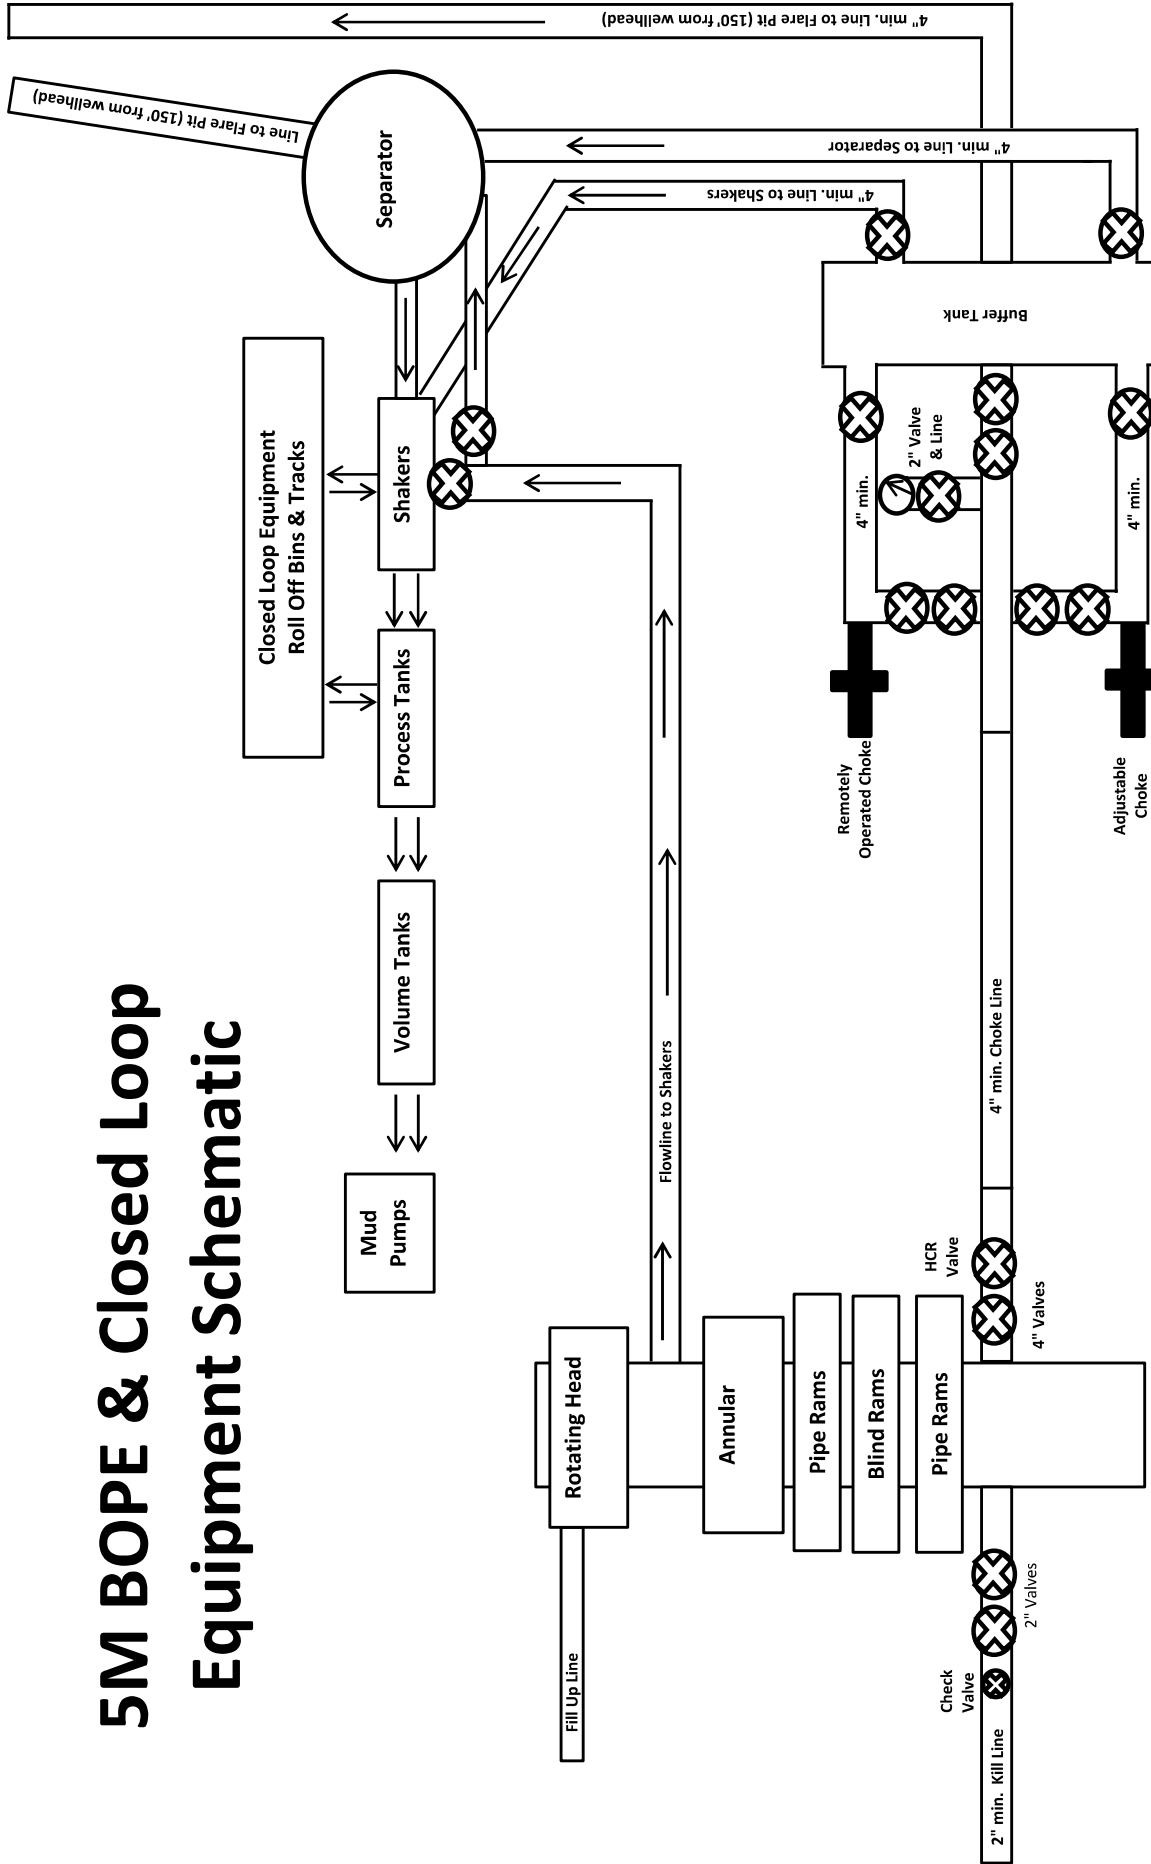 5M BOPE & Closed Loop
Equipment Schematic
Closed Loop Equipment
Roll Off Bins & Tracks
Mud
Pumps
Volume Tanks
Process Tanks
Shakers
Separator
Line to Flare Pit (150' from wellhead)
4" min. Line to Flare Pit (150' from wellhead)
4" min. Line to Separator
4" min. Line to Shakers
Fill Up Line
Rotating Head
Flowline to Shakers
Annular
Pipe Rams
Blind Rams
Pipe Rams
Remotely
Operated Choke
4" min.
2" Valve
& Line
Buffer Tank
HCR
Valve
Check
Valve
2" min. Kill Line
4" min. Choke Line
2" Valves
4" Valves
Adjustable
Choke
4" min.